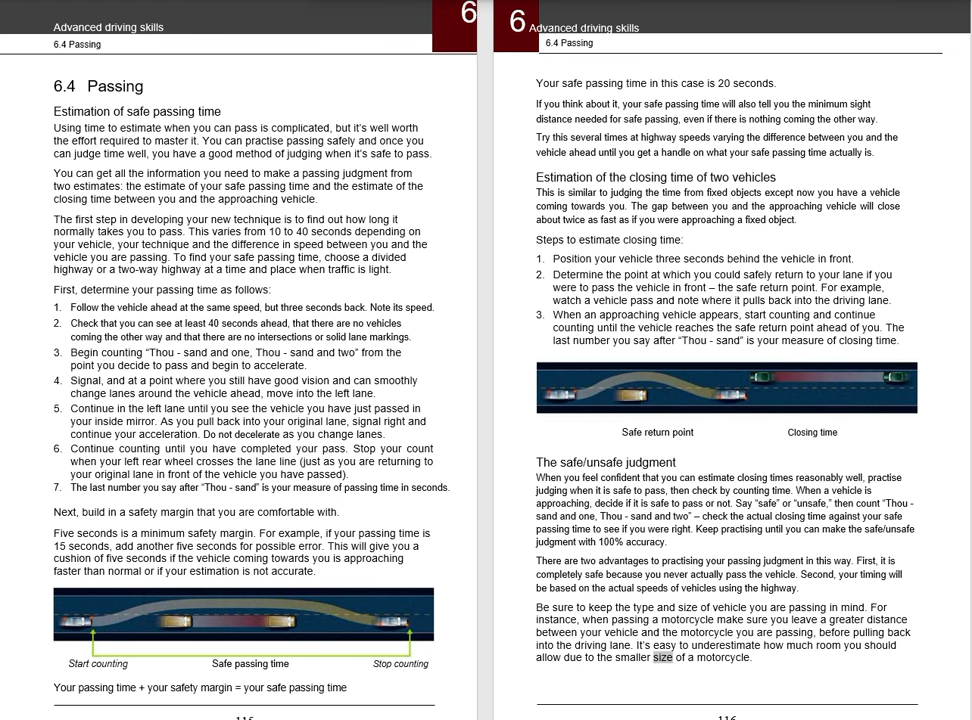 Advanced driving skills
6
6.4 Passing
6.4 Passing
Estimation of safe passing time
Using time to estimate when you can pass is complicated, but it's well worth
the effort required to master it. You can practise passing safely and once you
can judge time well, you have a good method of judging when it's safe to pass.
You can get all the information you need to make a passing judgment from
two estimates: the estimate of your safe passing time and the estimate of the
closing time between you and the approaching vehicle.
The first step in developing your new technique is to find out how long it
normally takes you to pass. This varies from 10 to 40 seconds depending on
your vehicle, your technique and the difference in speed between you and the
vehicle you are passing. To find your safe passing time, choose a divided
highway or a two-way highway at a time and place when traffic is light.
First, determine your passing time as follows:
1. Follow the vehicle ahead at the same speed, but three seconds back. Note its speed.
2. Check that you can see at least 40 seconds ahead, that there are no vehicles
coming the other way and that there are no intersections or solid lane markings.
3. Begin counting “Thou - sand and one, Thou - sand and two” from the
point you decide to pass and begin to accelerate.
4. Signal, and at a point where you still have good vision and can smoothly
change lanes around the vehicle ahead, move into the left lane.
5. Continue in the left lane until you see the vehicle you have just passed in
your inside mirror. As you pull back into your original lane, signal right and
continue your acceleration. Do not decelerate as you change lanes.
6. Continue counting until you have completed your pass. Stop your count
when your left rear wheel crosses the lane line (just as you are returning to
your original lane in front of the vehicle you have passed).
7. The last number you say after “Thou - sand” is your measure of passing time in seconds.
Next, build in a safety margin that you are comfortable with.
Five seconds is a minimum safety margin. For example, if your passing time is
15 seconds, add another five seconds for possible error. This will give you a
cushion of five seconds if the vehicle coming towards you is approaching
faster than normal or if your estimation is not accurate.
Start counting Safe passing time Stop counting
Your passing time + your safety margin = your safe passing time
115
6 Advanced driving skills
6.4 Passing
Your safe passing time in this case is 20 seconds.
If you think about it, your safe passing time will also tell you the minimum sight
distance needed for safe passing, even if there is nothing coming the other way.
Try this several times at highway speeds varying the difference between you and the
vehicle ahead until you get a handle on what your safe passing time actually is.
Estimation of the closing time of two vehicles
This is similar to judging the time from fixed objects except now you have a vehicle
coming towards you. The gap between you and the approaching vehicle will close
about twice as fast as if you were approaching a fixed object.
Steps to estimate closing time:
1. Position your vehicle three seconds behind the vehicle in front.
2. Determine the point at which you could safely return to your lane if you
were to pass the vehicle in front – the safe return point. For example,
watch a vehicle pass and note where it pulls back into the driving lane.
3. When an approaching vehicle appears, start counting and continue
counting until the vehicle reaches the safe return point ahead of you. The
last number you say after “Thou - sand” is your measure of closing time.
Safe return point Closing time
The safe/unsafe judgment
When you feel confident that you can estimate closing times reasonably well, practise
judging when it is safe to pass, then check by counting time. When a vehicle is
approaching, decide if it is safe to pass or not. Say “safe” or “unsafe,” then count “Thou -
sand and one, Thou - sand and two” – check the actual closing time against your safe
passing time to see if you were right. Keep practising until you can make the safe/unsafe
judgment with 100% accuracy.
There are two advantages to practising your passing judgment in this way. First, it is
completely safe because you never actually pass the vehicle. Second, your timing will
be based on the actual speeds of vehicles using the highway.
Be sure to keep the type and size of vehicle you are passing in mind. For
instance, when passing a motorcycle make sure you leave a greater distance
between your vehicle and the motorcycle you are passing, before pulling back
into the driving lane. It's easy to underestimate how much room you should
allow due to the smaller size of a motorcycle.
116